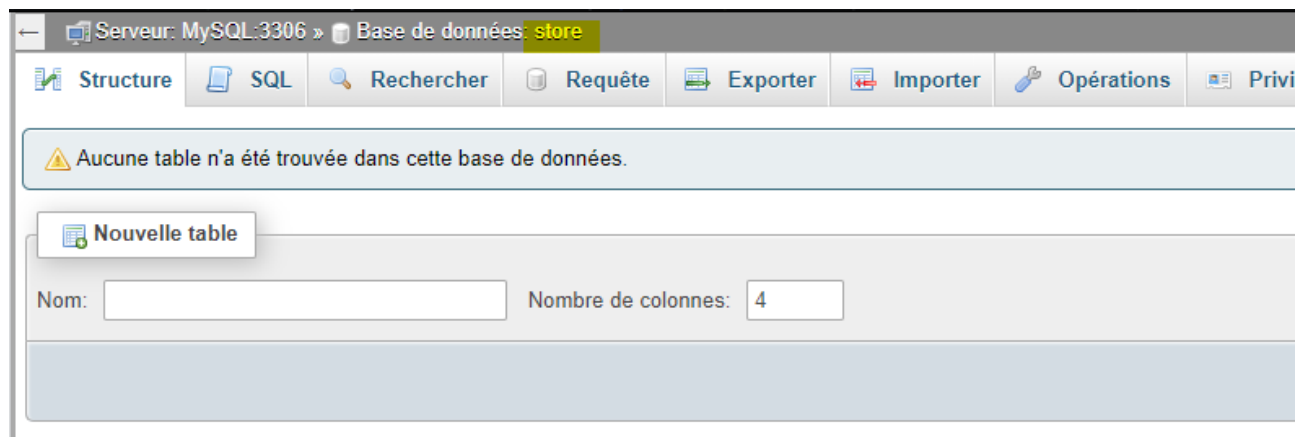 ← Serveur: MySQL:3306 » Base de données: store
Structure SQL Rechercher Requête Exporter Importer Opérations Privi
Aucune table n'a été trouvée dans cette base de données.
Nouvelle table
Nom: Nombre de colonnes: 4